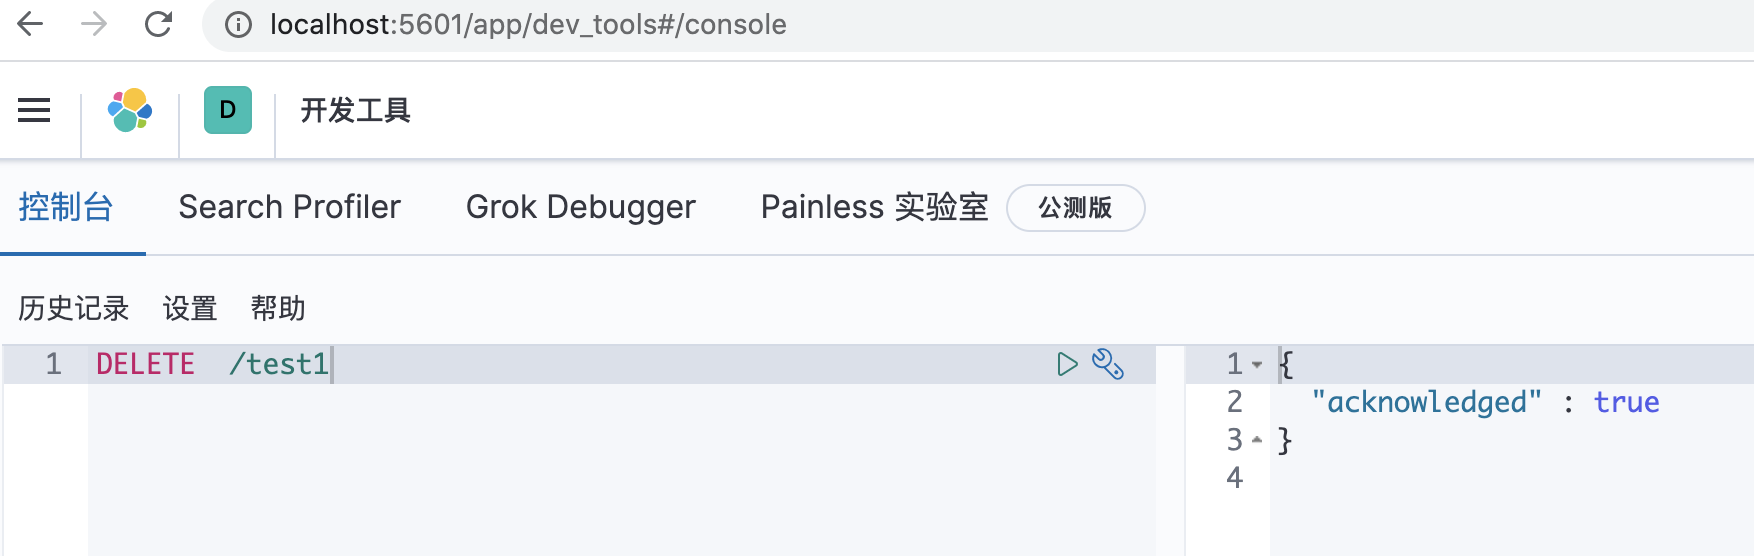 localhost:5601/app/dev_tools#/console
D 开发工具
控制台 Search Profiler Grok Debugger Painless 实验室 公测版
历史记录 设置 帮助
1 DELETE /test1
1 {
2 "acknowledged" : true
3 }
4